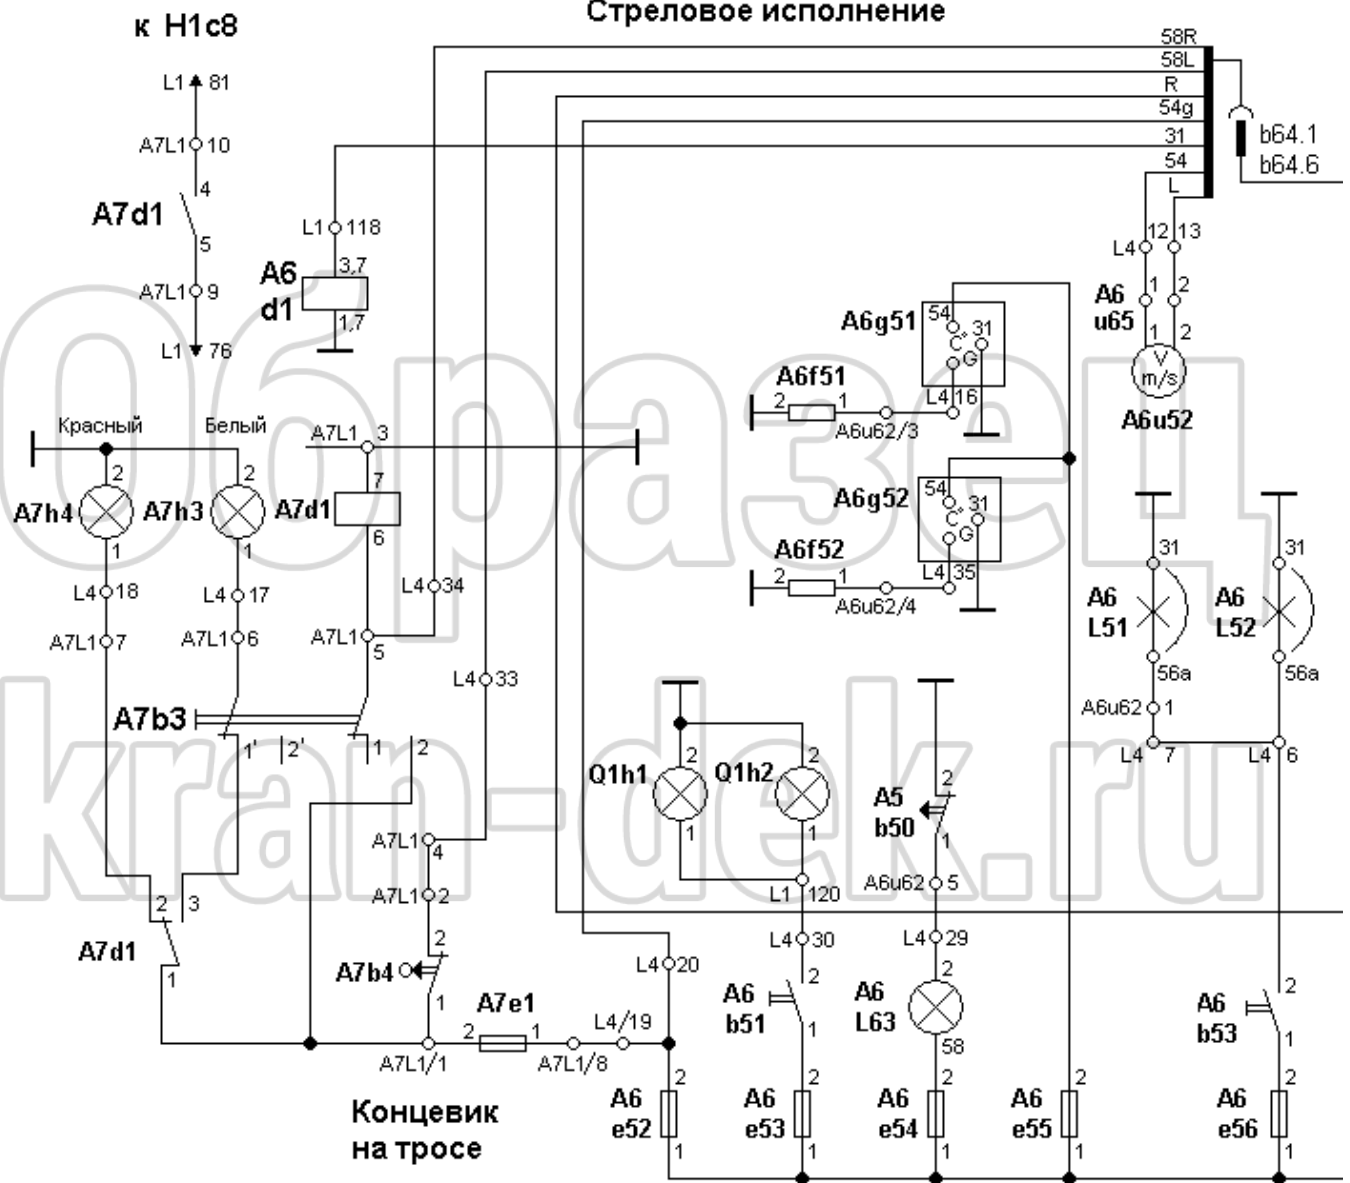 Стреловое исполнение
к Н1с8
58R
58L
R
54g
31
54
L
b64.1
b64.6
L1 81
A7L1 10
4
A7d1
5
A7L1 9
L1 76
L1 118
A6
d1
3,7
1,7
L4 12 13
A6
u65
1 2
1 2
V
m/s
A6u52
A6g51
54
31
C+
G
L4 16
A6f51
2 1
A6u62/3
A6g52
54
31
C+
G
L4 35
A6f52
2 1
A6u62/4
Образец
kran-dek.ru
Красный
Белый
A7L1 3
2
A7h4
1
2
A7h3
1
7
A7d1
6
L4 18
L4 17
A7L1 7
A7L1 6
A7L1
5
L4 34
L4 33
A7b3
1'
2'
1
2
A7L1 4
A7L1 2
2
A7b4
1
2 3
A7d1
1
A7e1
2 1
A7L1/1
A7L1/8
L4/19
L4 20
Концевик
на тросе
Q1h1
2
1
Q1h2
2
1
L1 120
L4 30
A6
b51
2
1
A5
b50
2
1
A6u62 5
L4 29
A6
L63
2
58
31
A6
L51
56a
A6u62 1
L4 7
31
A6
L52
56a
L4 6
A6
b53
2
1
A6
e52
2
1
A6
e53
2
1
A6
e54
2
1
A6
e55
2
1
A6
e56
2
1